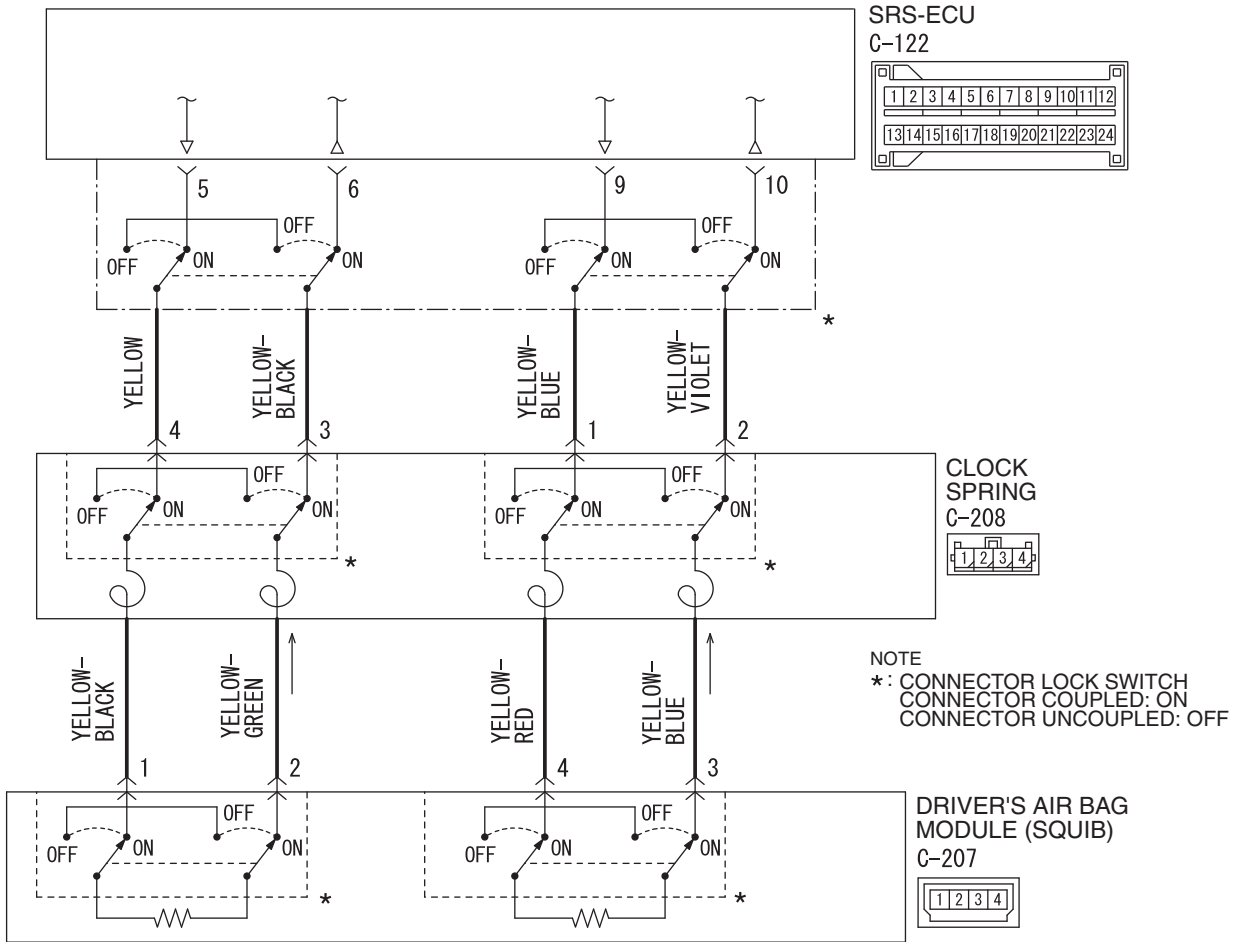 SRS-ECU
C-122
1 2 3 4 5 6 7 8 9 10 11 12
13 14 15 16 17 18 19 20 21 22 23 24
5 6 9 10
OFF OFF
OFF ON ON OFF ON ON
*
YELLOW
YELLOW-
BLACK
YELLOW-
BLUE
YELLOW-
VIOLET
4 3 1 2
CLOCK
SPRING
C-208
1 2 3 4
OFF OFF
OFF ON ON OFF ON ON
* *
YELLOW-
BLACK
YELLOW-
GREEN
YELLOW-
RED
YELLOW-
BLUE
NOTE
*: CONNECTOR LOCK SWITCH
CONNECTOR COUPLED: ON
CONNECTOR UNCOUPLED: OFF
1 2 4 3
DRIVER'S AIR BAG
MODULE (SQUIB)
C-207
1 2 3 4
OFF OFF
OFF ON ON OFF ON ON
* *